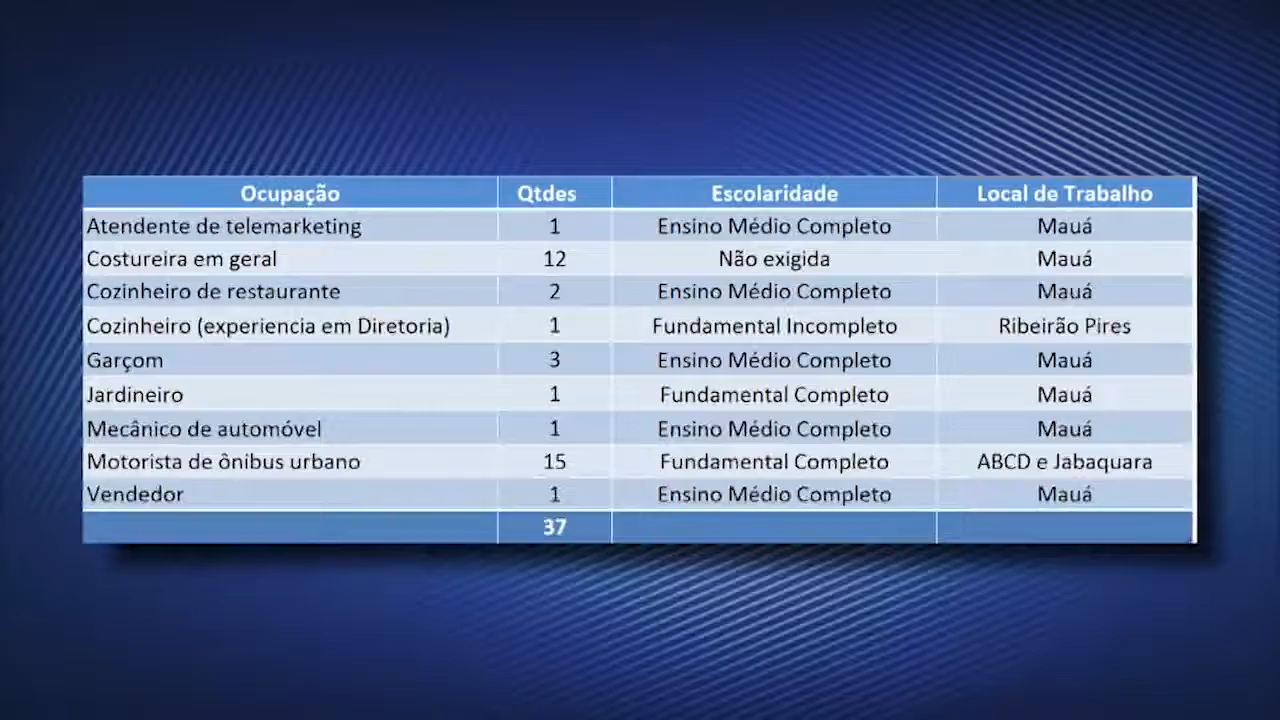 Ocupação Qtdes Escolaridade Local de Trabalho
Atendente de telemarketing 1 Ensino Médio Completo Mauá
Costureira em geral 12 Não exigida Mauá
Cozinheiro de restaurante 2 Ensino Médio Completo Mauá
Cozinheiro (experiencia em Diretoria) 1 Fundamental Incompleto Ribeirão Pires
Garçom 3 Ensino Médio Completo Mauá
Jardineiro 1 Fundamental Completo Mauá
Mecânico de automóvel 1 Ensino Médio Completo Mauá
Motorista de ônibus urbano 15 Fundamental Completo ABCD e Jabaquara
Vendedor 1 Ensino Médio Completo Mauá
37